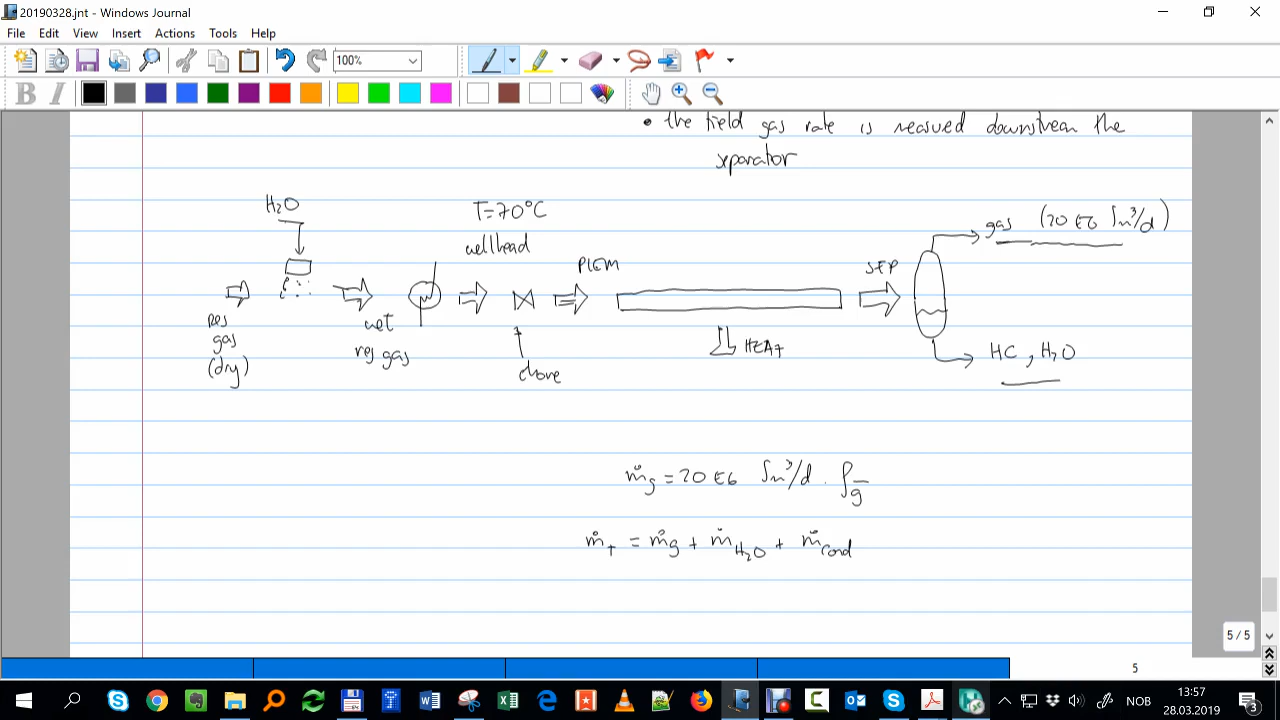 20190328.jnt - Windows Journal
File Edit View Insert Actions Tools Help
100%
• the field gas rate is measured downstream the
separator
H₂O
T=70°C
wellhead
PLEM
SEP
gas (20 E6 Sm³/d)
Res
gas
(dry)
wet
res gas
choke
HEAT
HC, H₂O
ṁg = 20 E6 Sm³/d . ρg̅
ṁT = ṁg + ṁH₂O + ṁcond
5 / 5
5
NOB
13:57
28.03.2019
3